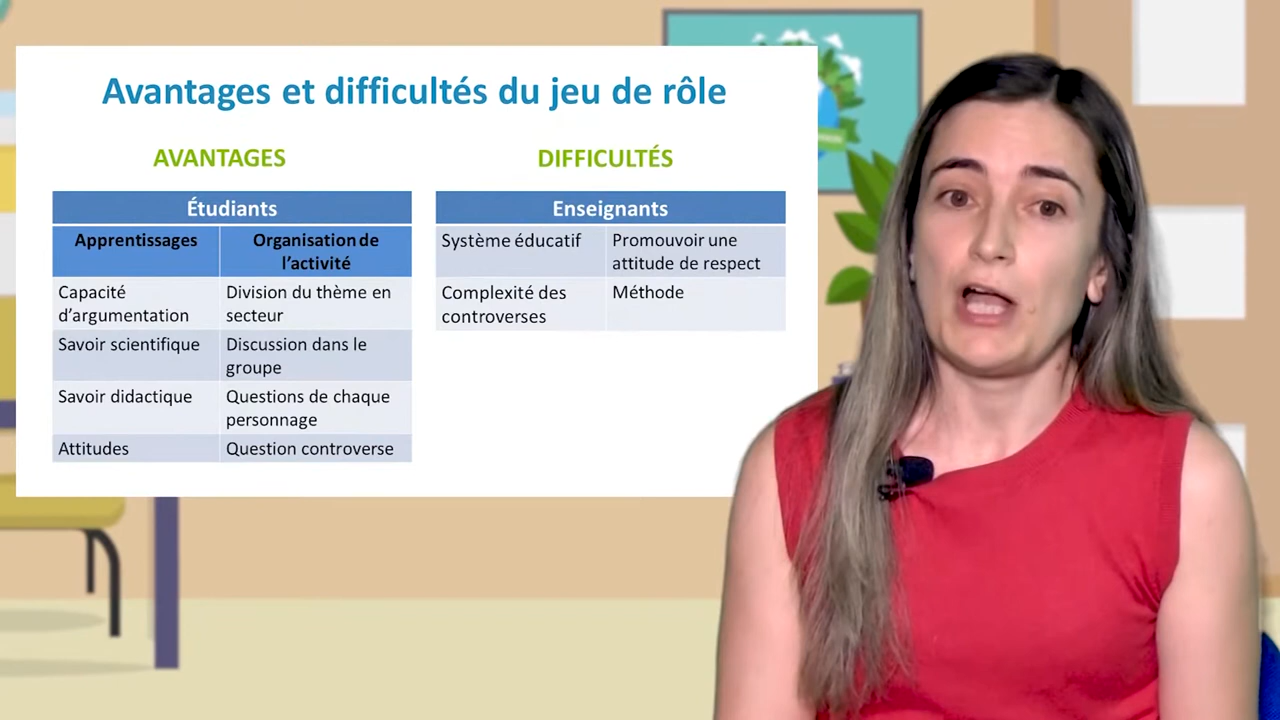 Avantages et difficultés du jeu de rôle
AVANTAGES
Étudiants
Apprentissages
Organisation de
l'activité
Capacité
d'argumentation
Division du thème en
secteur
Savoir scientifique
Discussion dans le
groupe
Savoir didactique
Questions de chaque
personnage
Attitudes
Question controverse
DIFFICULTÉS
Enseignants
Système éducatif
Promouvoir une
attitude de respect
Complexité des
controverses
Méthode